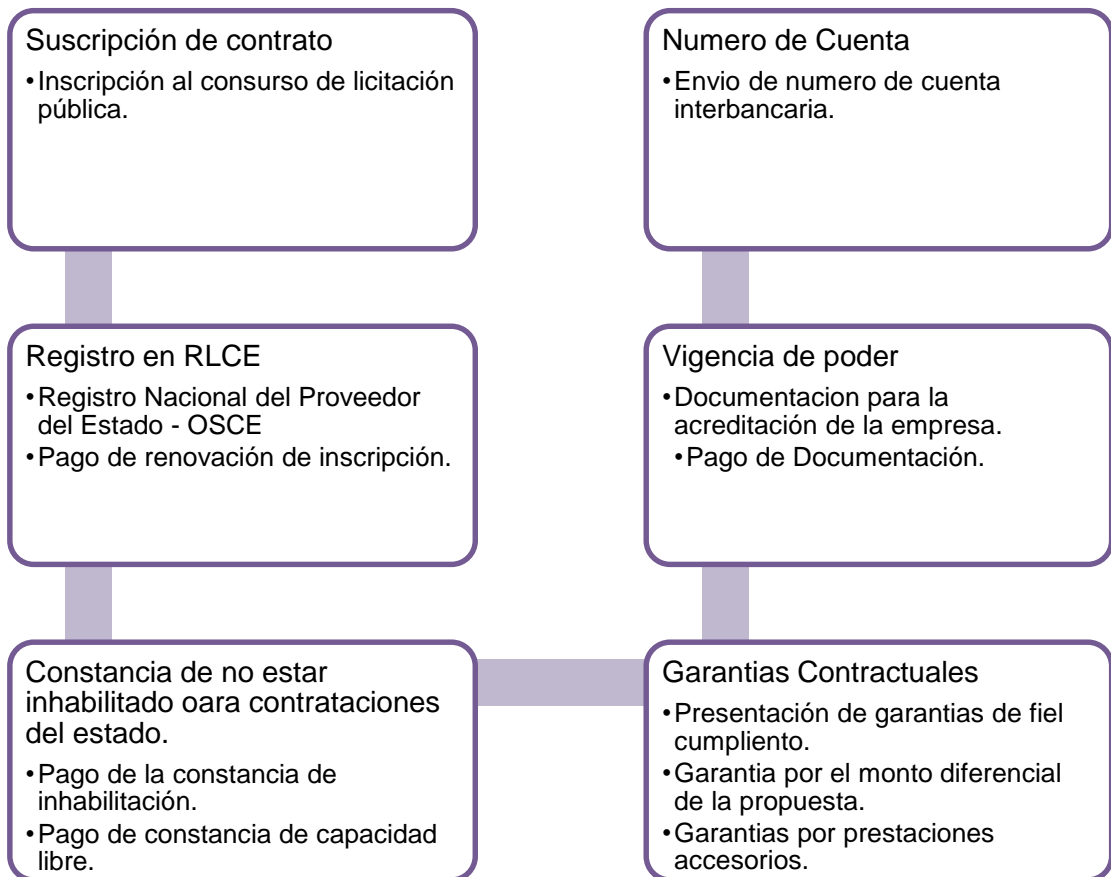 Suscripción de contrato
•Inscripción al consurso de licitación
pública.
Registro en RLCE
•Registro Nacional del Proveedor
del Estado - OSCE
•Pago de renovación de inscripción.
Constancia de no estar
inhabilitado oara contrataciones
del estado.
•Pago de la constancia de
inhabilitación.
•Pago de constancia de capacidad
libre.
Garantias Contractuales
•Presentación de garantias de fiel
cumpliento.
•Garantia por el monto diferencial
de la propuesta.
•Garantias por prestaciones
accesorios.
Vigencia de poder
•Documentacion para la
acreditación de la empresa.
•Pago de Documentación.
Numero de Cuenta
•Envio de numero de cuenta
interbancaria.